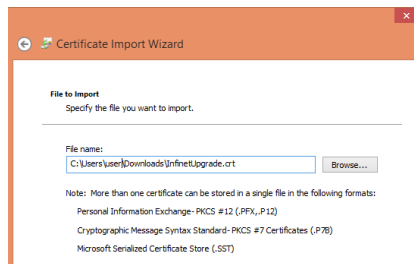 Certificate Import Wizard
File to Import
Specify the file you want to import.
File name:
C:\Users\user\Downloads\InfinetUpgrade.crt
Browse...
Note: More than one certificate can be stored in a single file in the following formats:
Personal Information Exchange- PKCS #12 (.PFX,.P12)
Cryptographic Message Syntax Standard- PKCS #7 Certificates (.P7B)
Microsoft Serialized Certificate Store (.SST)